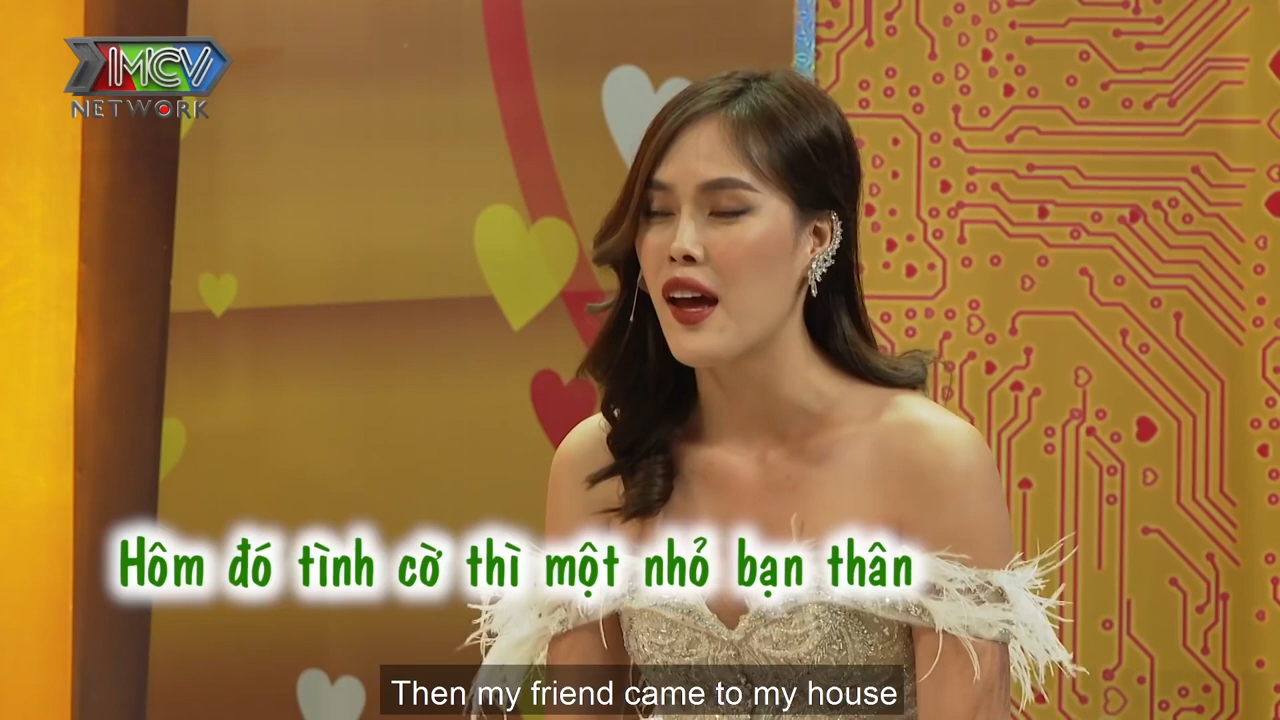 MCV
NETWORK
Hôm đó tình cờ thì một nhỏ bạn thân
Then my friend came to my house